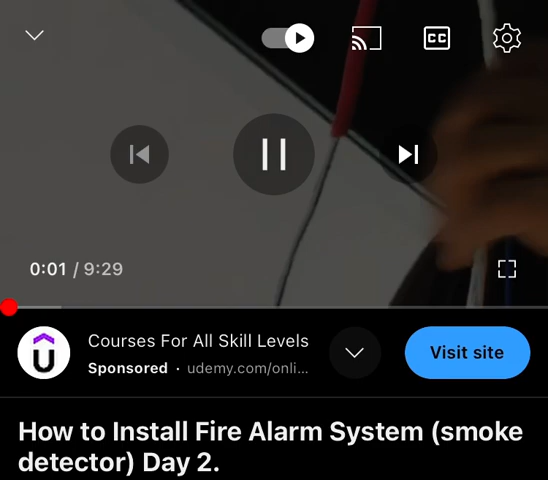 CC
0:01 / 9:29
Courses For All Skill Levels
Sponsored · udemy.com/onli...
Visit site
How to Install Fire Alarm System (smoke
detector) Day 2.